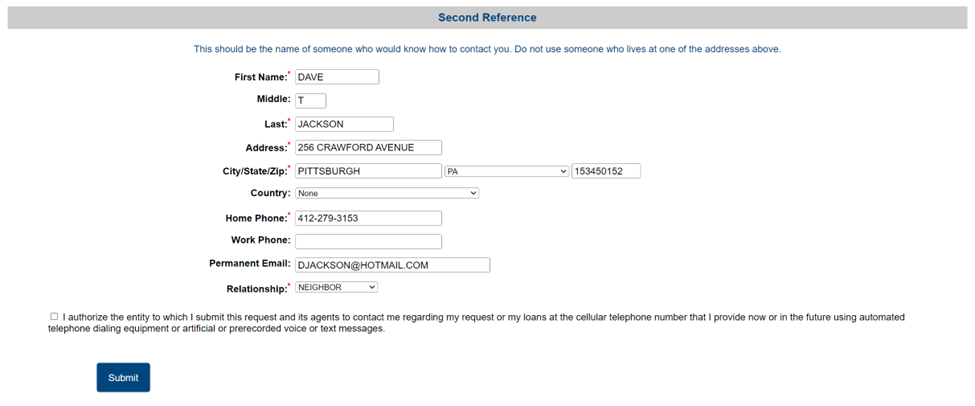 Second Reference
This should be the name of someone who would know how to contact you. Do not use someone who lives at one of the addresses above.
First Name:* DAVE
Middle: T
Last:* JACKSON
Address:* 256 CRAWFORD AVENUE
City/State/Zip:* PITTSBURGH PA 153450152
Country: None
Home Phone:* 412-279-3153
Work Phone:
Permanent Email: DJACKSON@HOTMAIL.COM
Relationship:* NEIGHBOR
I authorize the entity to which I submit this request and its agents to contact me regarding my request or my loans at the cellular telephone number that I provide now or in the future using automated
telephone dialing equipment or artificial or prerecorded voice or text messages.
Submit